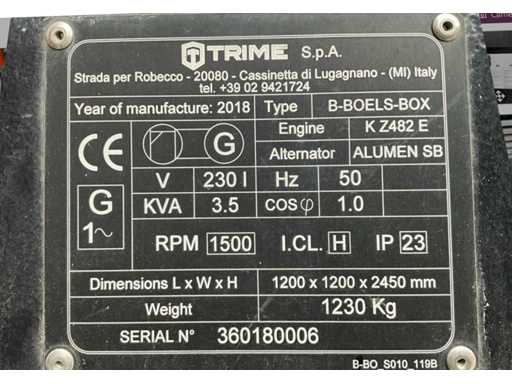 TRIME S.p.A.
Strada per Robecco - 20080 - Cassinetta di Lugagnano - (MI) Italy
tel. +39 02 9421724
Year of manufacture: 2018 Type B-BOELS-BOX
CE G Engine K Z482 E
Alternator ALUMEN SB
G 1~ V 230 I Hz 50
KVA 3.5 cos φ 1.0
RPM 1500 I.CL. H IP 23
Dimensions L x W x H 1200 x 1200 x 2450 mm
Weight 1230 Kg
SERIAL N° 360180006
B-BO_S010_119B